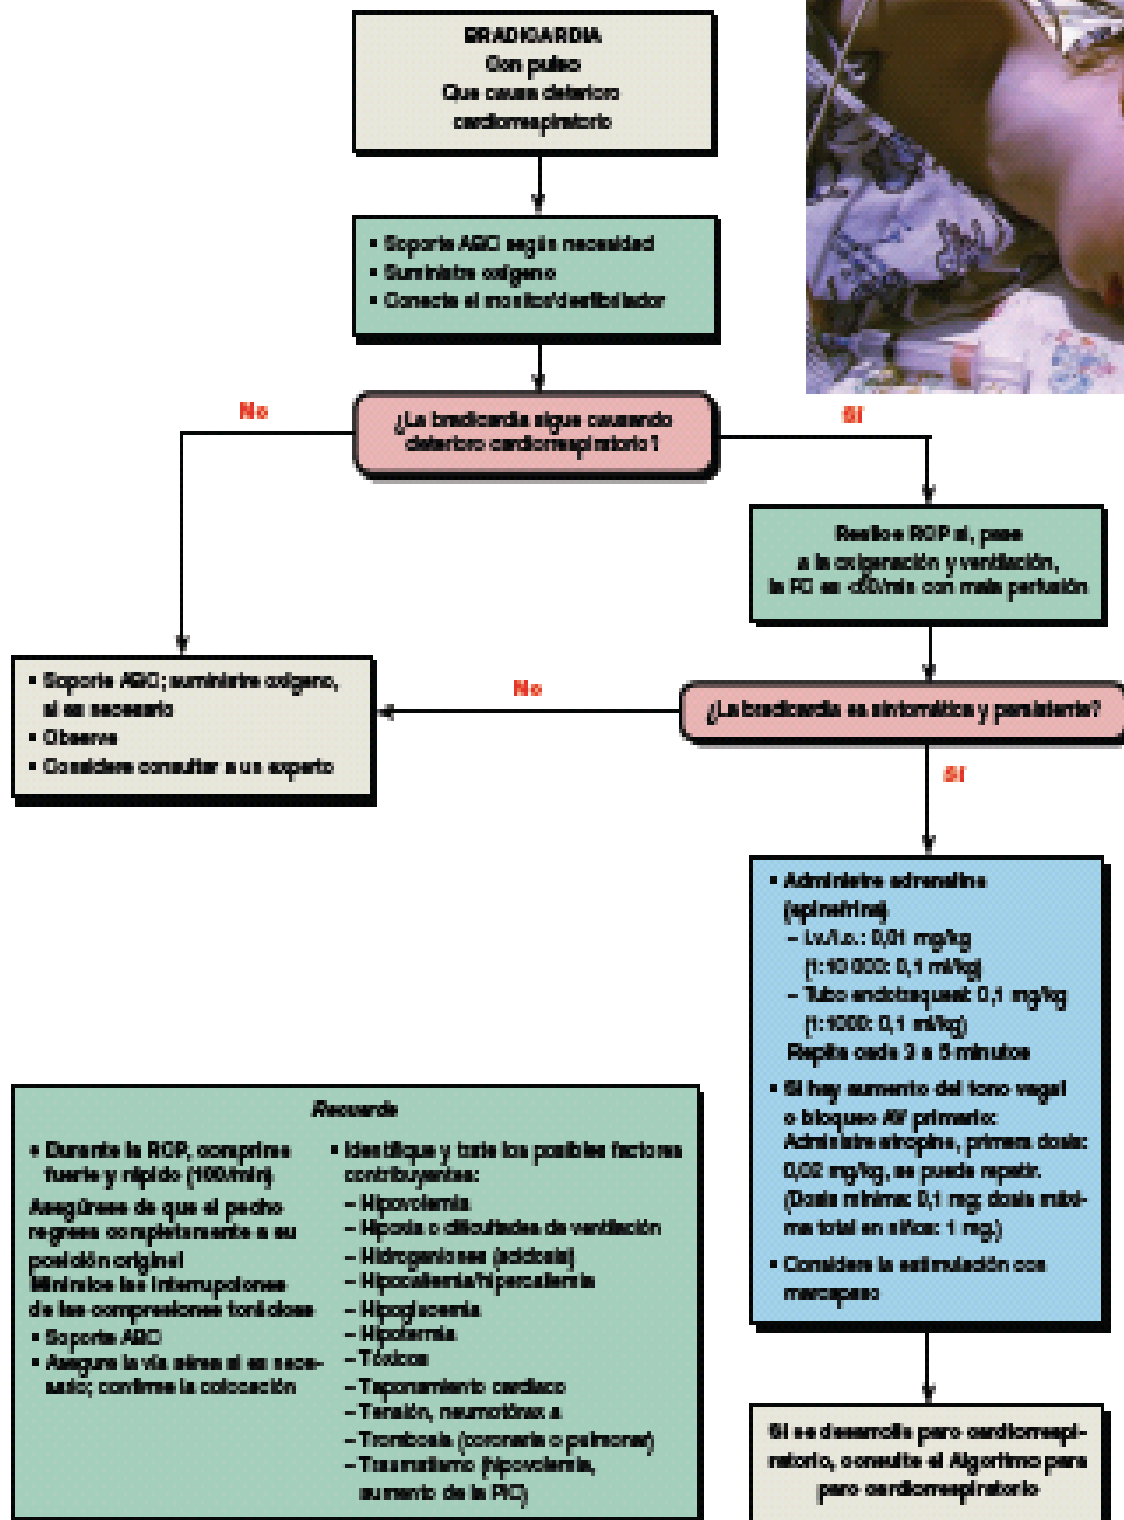 BRADICARDIA
Con pulso
Que causa deterioro
cardiorrespiratorio
• Soporte ABC según necesidad
• Suministre oxígeno
• Conecte el monitor/desfibrilador
¿La bradicardia sigue causando
deterioro cardiorrespiratorio?
No
Sí
Realice RCP si, pese
a la oxigenación y ventilación,
la FC es <60/min con mala perfusión
• Soporte ABC; suministre oxígeno,
si es necesario
• Observe
• Considere consultar a un experto
No
¿La bradicardia es sintomática y persistente?
Sí
• Administre adrenalina
(epinefrina)
– i.v./i.o.: 0,01 mg/kg
(1:10 000: 0,1 ml/kg)
– Tubo endotraqueal: 0,1 mg/kg
(1:1000: 0,1 ml/kg)
Repita cada 3 a 5 minutos
• Si hay aumento del tono vagal
o bloqueo AV primario:
Administre atropina, primera dosis:
0,02 mg/kg, se puede repetir.
(Dosis mínima: 0,1 mg; dosis máxi-
ma total en niños: 1 mg.)
• Considere la estimulación con
marcapaso
Recuerde
• Durante la RCP, comprima
fuerte y rápido (100/min)
Asegúrese de que el pecho
regrese completamente a su
posición original
Minimice las interrupciones
de las compresiones torácicas
• Soporte ABC
• Asegure la vía aérea si es nece-
sario; confirme la colocación
• Identifique y trate los posibles factores
contribuyentes:
– Hipovolemia
– Hipoxia o dificultades de ventilación
– Hidrogeniones (acidosis)
– Hipocaliemia/hipercaliemia
– Hipoglucemia
– Hipotermia
– Tóxicos
– Taponamiento cardíaco
– Tensión, neumotórax a
– Trombosis (coronaria o pulmonar)
– Traumatismo (hipovolemia,
aumento de la PIC)
Si se desarrolla paro cardiorrespi-
ratorio, consulte el Algoritmo para
paro cardiorrespiratorio